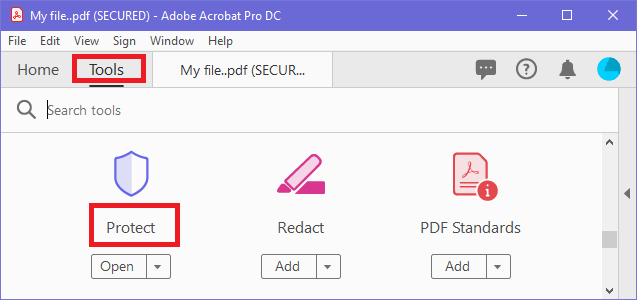 My file..pdf (SECURED) - Adobe Acrobat Pro DC
File Edit View Sign Window Help
Home Tools My file..pdf (SECUR...
Search tools
Protect Redact PDF Standards
Open Add Add